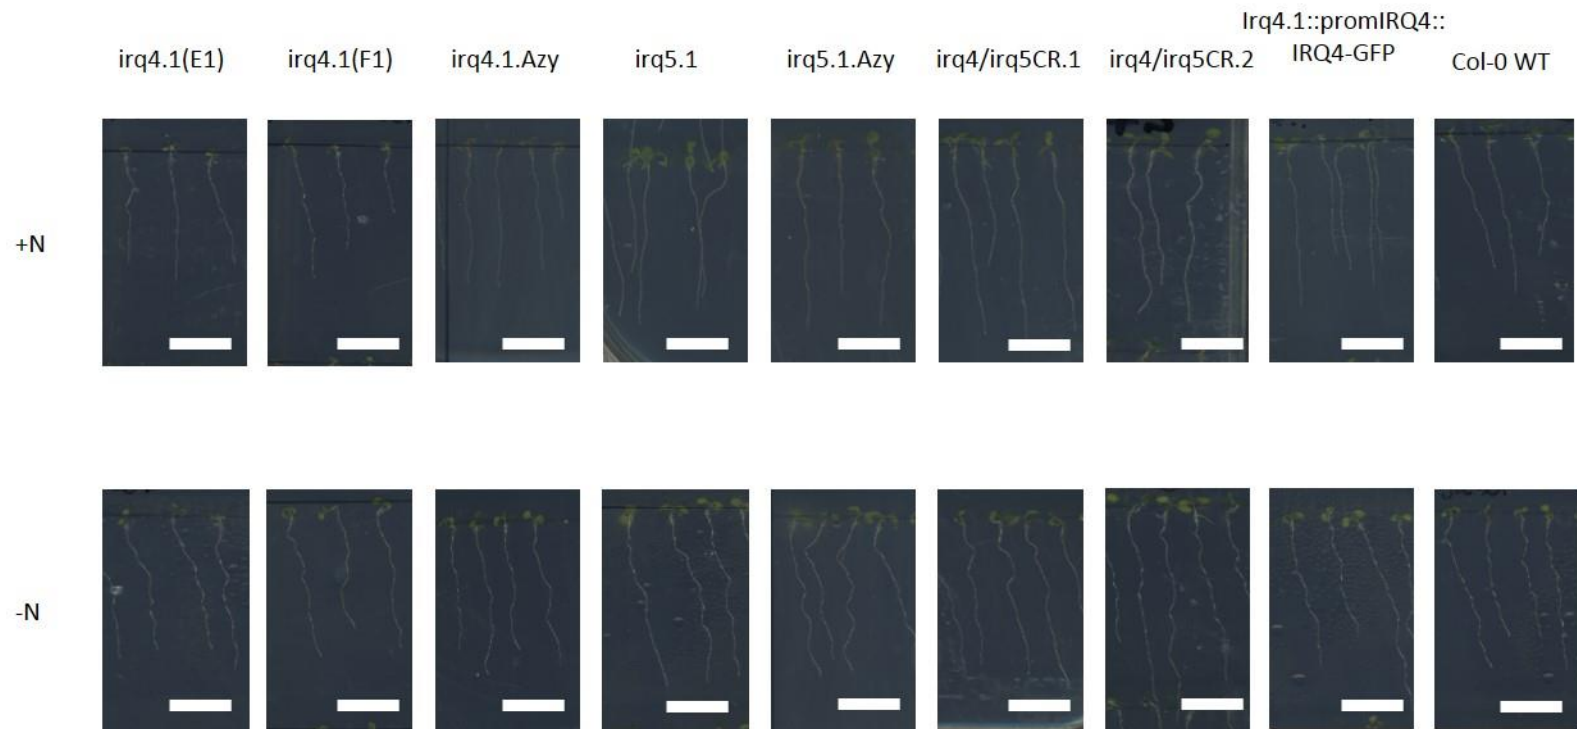 irq4.1(E1)
irq4.1(F1)
irq4.1.Azy
irq5.1
irq5.1.Azy
irq4/irq5CR.1
irq4/irq5CR.2
Irq4.1::promIRQ4::
IRQ4-GFP
Col-0 WT
+N
-N